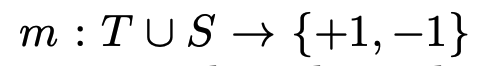 m : T ∪ S → {+1, −1}